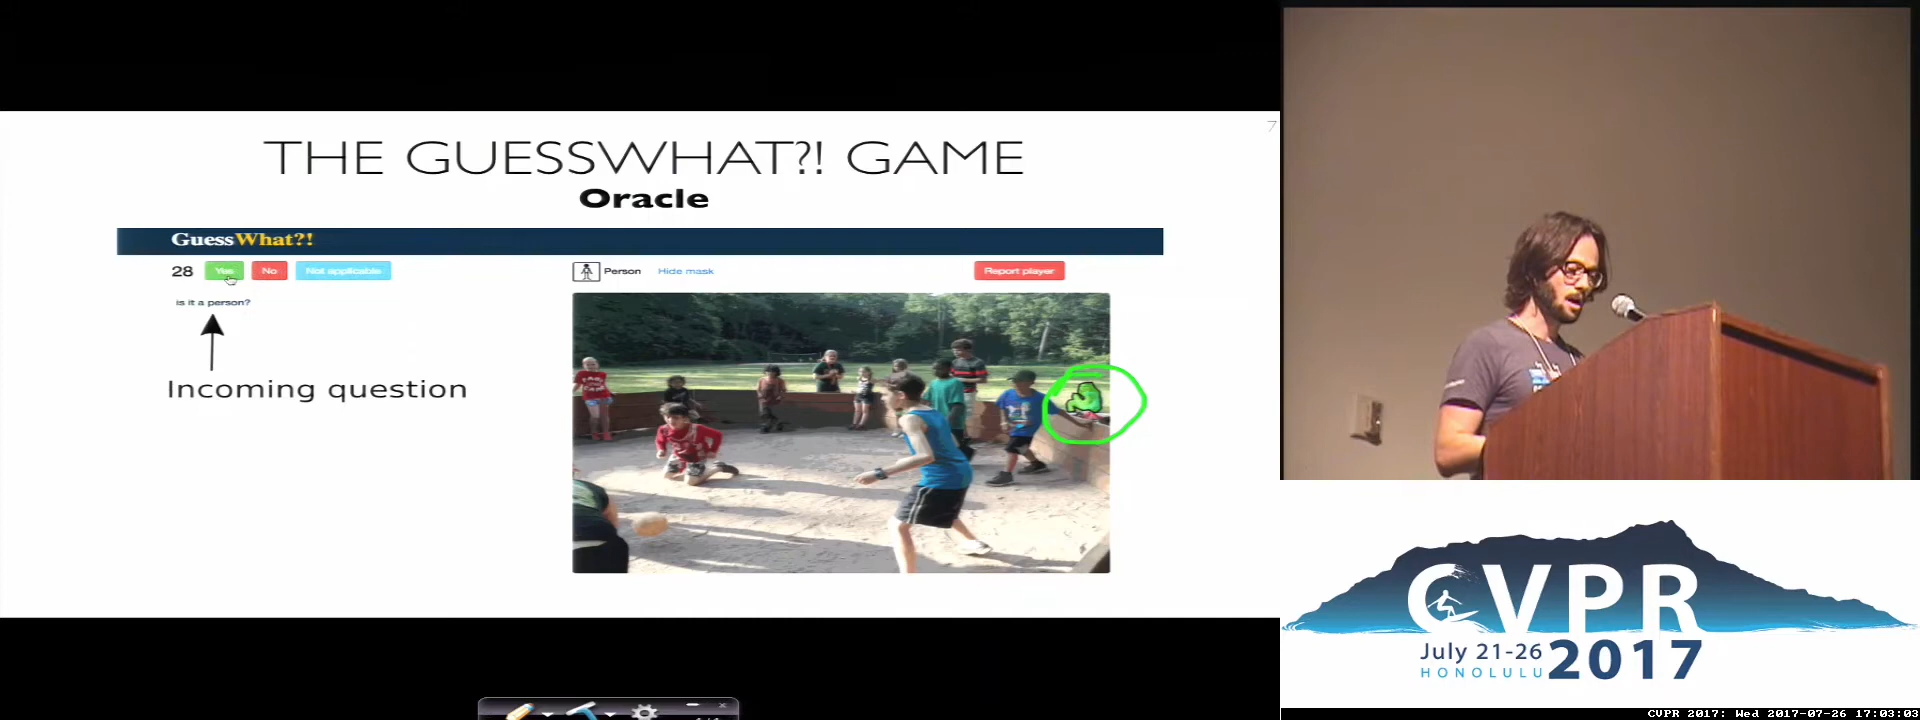 7
THE GUESSWHAT?! GAME
Oracle
GuessWhat?!
28 Yes No Not applicable
Person Hide mask Report player
is it a person?
Incoming question
CVPR
July 21-26
HONOLULU
2017
CVPR 2017: Wed 2017-07-26 17:03:03